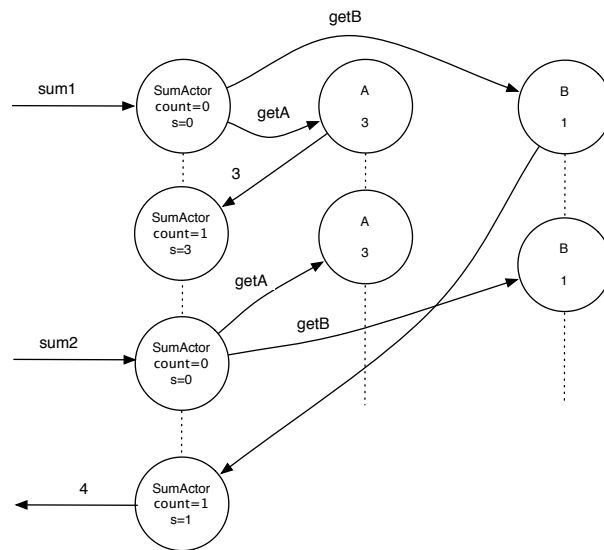 getB
sum1
SumActor
count=0
s=0
getA
A
3
B
1
3
SumActor
count=1
s=3
A
3
B
1
getA
getB
sum2
SumActor
count=0
s=0
4
SumActor
count=1
s=1